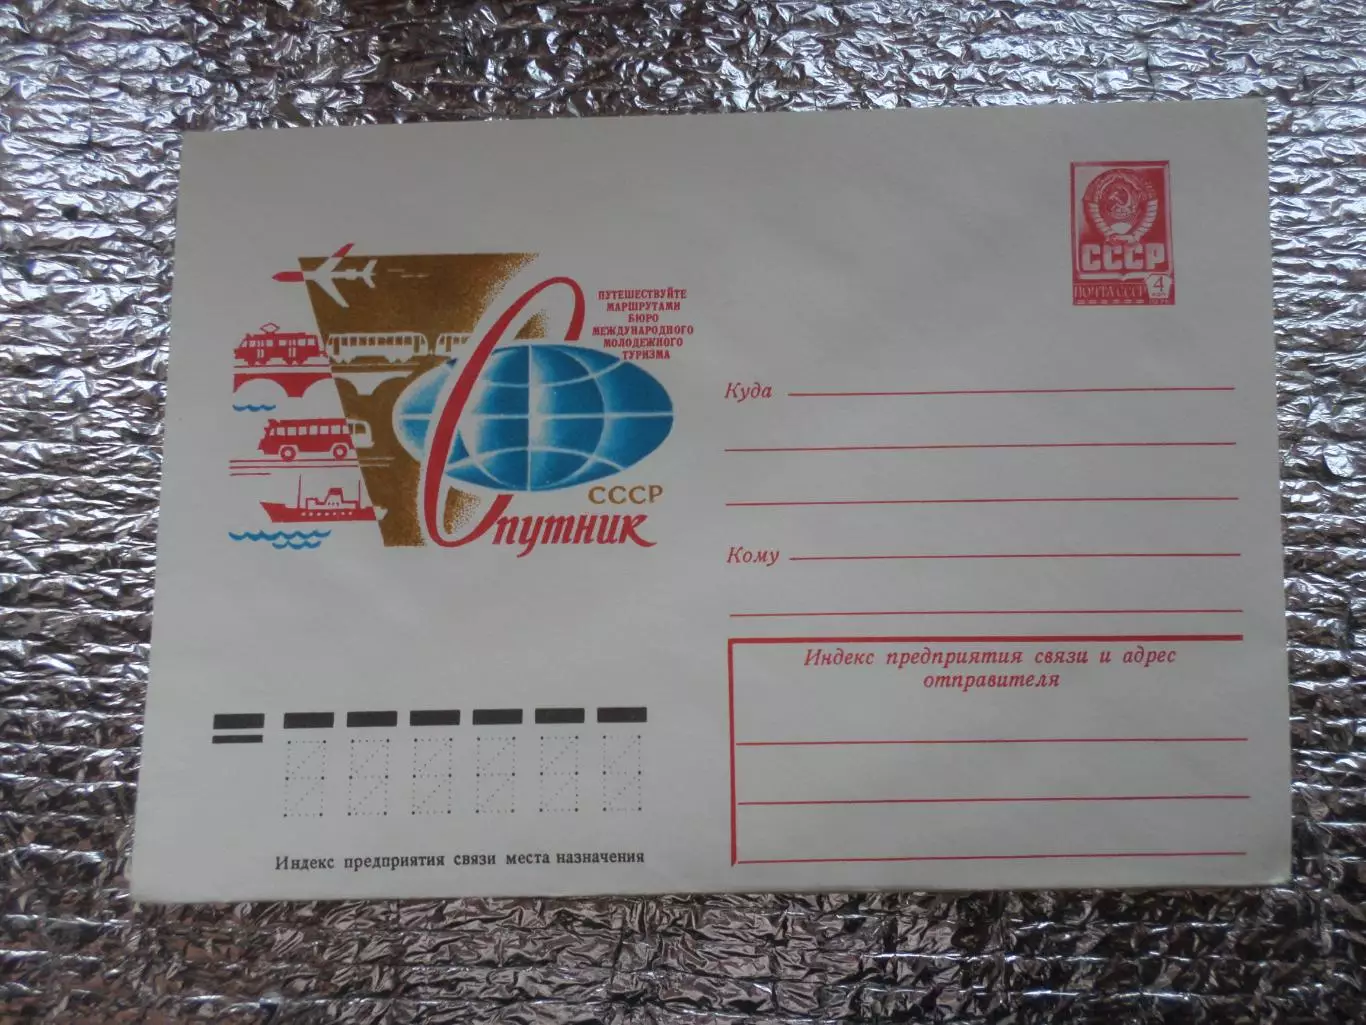 СССР
ПОЧТА СССР 4
ПУТЕШЕСТВУЙТЕ
МАРШРУТАМИ
БЮРО
МЕЖДУНАРОДНОГО
МОЛОДЕЖНОГО
ТУРИЗМА
СССР
Спутник
Куда
Кому
Индекс предприятия связи и адрес
отправителя
Индекс предприятия связи места назначения